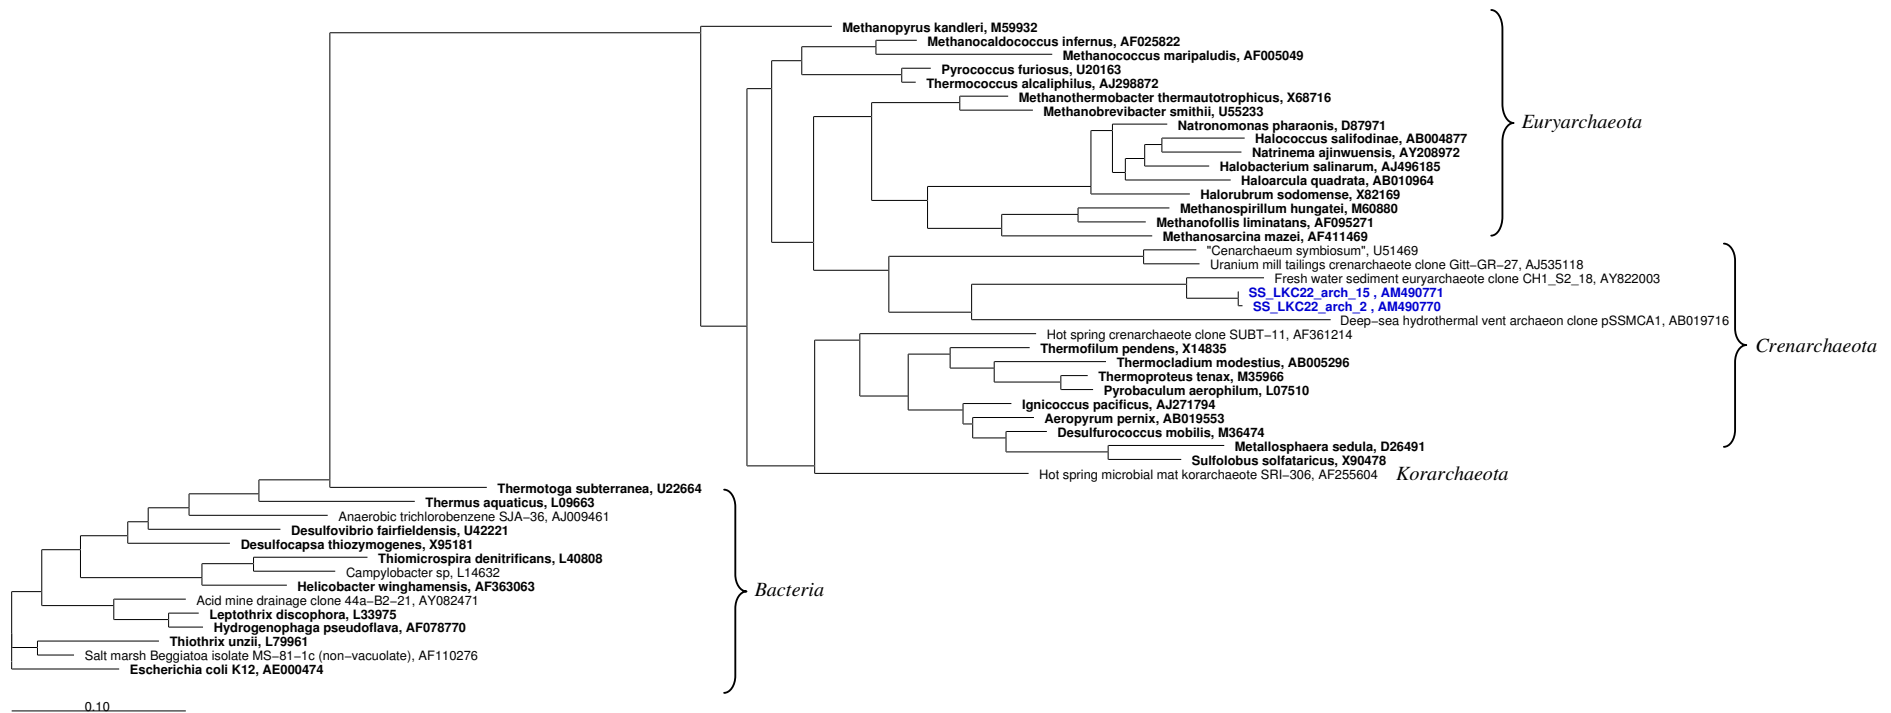 Methanopyrus kandleri, M59932
Methanocaldococcus infernus, AF025822
Methanococcus maripaludis, AF005049
Pyrococcus furiosus, U20163
Thermococcus alcaliphilus, AJ298872
Methanothermobacter thermautotrophicus, X68716
Methanobrevibacter smithii, U55233
Euryarchaeota
Natronomonas pharaonis, D87971
Halococcus salifodinae, AB004877
Natrinema ajinwuensis, AY208972
Halobacterium salinarum, AJ496185
Haloarcula quadrata, AB010964
Halorubrum sodomense, X82169
Methanospirillum hungatei, M60880
Methanofollis liminatans, AF095271
Methanosarcina mazei, AF411469
"Cenarchaeum symbiosum", U51469
Uranium mill tailings crenarchaeote clone Gitt−GR−27, AJ535118
Fresh water sediment euryarchaeote clone CH1_S2_18, AY822003
SS_LKC22_arch_15 , AM490771
SS_LKC22_arch_2 , AM490770
Deep−sea hydrothermal vent archaeon clone pSSMCA1, AB019716
Hot spring crenarchaeote clone SUBT−11, AF361214
Crenarchaeota
Thermofilum pendens, X14835
Thermocladium modestius, AB005296
Thermoproteus tenax, M35966
Pyrobaculum aerophilum, L07510
Ignicoccus pacificus, AJ271794
Aeropyrum pernix, AB019553
Desulfurococcus mobilis, M36474
Metallosphaera sedula, D26491
Sulfolobus solfataricus, X90478
Hot spring microbial mat korarchaeote SRI−306, AF255604 Korarchaeota
Thermotoga subterranea, U22664
Thermus aquaticus, L09663
Anaerobic trichlorobenzene SJA−36, AJ009461
Desulfovibrio fairfieldensis, U42221
Desulfocapsa thiozymogenes, X95181
Thiomicrospira denitrificans, L40808
Campylobacter sp, L14632
Helicobacter winghamensis, AF363063
Bacteria
Acid mine drainage clone 44a−B2−21, AY082471
Leptothrix discophora, L33975
Hydrogenophaga pseudoflava, AF078770
Thiothrix unzii, L79961
Salt marsh Beggiatoa isolate MS−81−1c (non−vacuolate), AF110276
Escherichia coli K12, AE000474
0.10